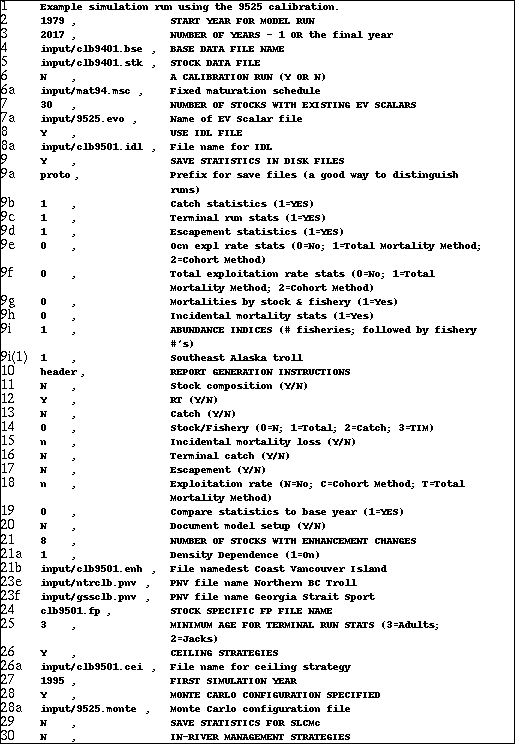 1 Example simulation run using the 9525 calibration.
2 1979 , START YEAR FOR MODEL RUN
3 2017 , NUMBER OF YEARS - 1 OR the final year
4 input/clb9401.bse , BASE DATA FILE NAME
5 input/clb9401.stk , STOCK DATA FILE
6 N , A CALIBRATION RUN (Y OR N)
6a input/mat94.msc , Fixed maturation schedule
7 30 , NUMBER OF STOCKS WITH EXISTING EV SCALARS
7a input/9525.evo , Name of EV Scalar file
8 Y , USE IDL FILE
8a input/clb9501.idl , File name for IDL
9 Y , SAVE STATISTICS IN DISK FILES
9a proto , Prefix for save files (a good way to distinguish
runs)
9b 1 , Catch statistics (1=YES)
9c 1 , Terminal run stats (1=YES)
9d 1 , Escapement statistics (1=YES)
9e 0 , Ocn expl rate stats (0=No; 1=Total Mortality Method;
2=Cohort Method)
9f 0 , Total exploitation rate stats (0=No; 1=Total
Mortality Method; 2=Cohort Method)
9g 0 , Mortalities by stock & fishery (1=Yes)
9h 0 , Incidental mortality stats (1=Yes)
9i 1 , ABUNDANCE INDICES (# fisheries; followed by fishery
#'s)
9i(1) 1 , Southeast Alaska troll
10 header , REPORT GENERATION INSTRUCTIONS
11 N , Stock composition (Y/N)
12 Y , RT (Y/N)
13 N , Catch (Y/N)
14 0 , Stock/Fishery (0=N; 1=Total; 2=Catch; 3=TIM)
15 n , Incidental mortality loss (Y/N)
16 N , Terminal catch (Y/N)
17 N , Escapement (Y/N)
18 n , Exploitation rate (N=No; C=Cohort Method; T=Total
Mortality Method)
19 0 , Compare statistics to base year (1=YES)
20 N , Document model setup (Y/N)
21 8 , NUMBER OF STOCKS WITH ENHANCEMENT CHANGES
21a 1 , Density Dependence (1=On)
21b input/clb9501.enh , File namedest Coast Vancouver Island
23e input/ntrclb.pnv , PNV file name Northern BC Troll
23f input/gssclb.pnv , PNV file name Georgia Strait Sport
24 clb9501.fp , STOCK SPECIFIC FP FILE NAME
25 3 , MINIMUM AGE FOR TERMINAL RUN STATS (3=Adults;
2=Jacks)
26 Y , CEILING STRATEGIES
26a input/clb9501.cei , File name for ceiling strategy
27 1995 , FIRST SIMULATION YEAR
28 Y , MONTE CARLO CONFIGURATION SPECIFIED
28a input/9525.monte , Monte Carlo configuration file
29 N , SAVE STATISTICS FOR SLCMc
30 N , IN-RIVER MANAGEMENT STRATEGIES